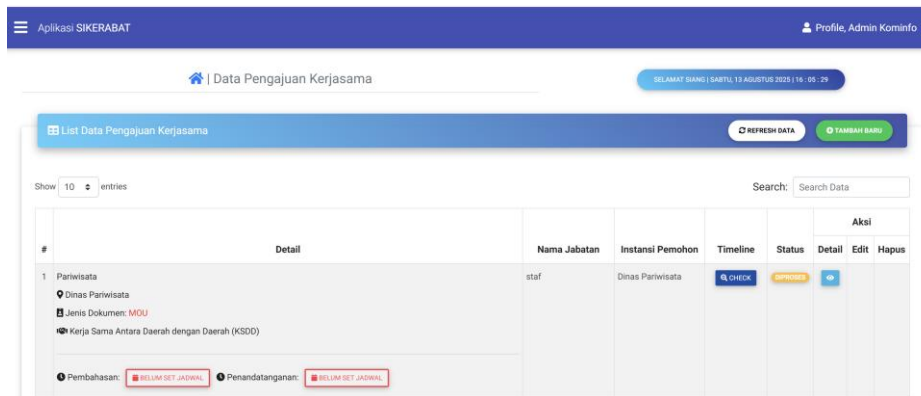 Aplikasi SIKERABAT
Profile, Admin Kominfo
| Data Pengajuan Kerjasama
SELAMAT SIANG | SABTU, 13 AGUSTUS 2025 | 16 : 05 : 29
List Data Pengajuan Kerjasama
REFRESH DATA
TAMBAH BARU
Show 10 entries
Search: Search Data
Aksi
# Detail Nama Jabatan Instansi Pemohon Timeline Status Detail Edit Hapus
1 Pariwisata staf Dinas Pariwisata CHECK DIPROSES
Dinas Pariwisata
Jenis Dokumen: MOU
Kerja Sama Antara Daerah dengan Daerah (KSDD)
Pembahasan: BELUM SET JADWAL Penandatanganan: BELUM SET JADWAL